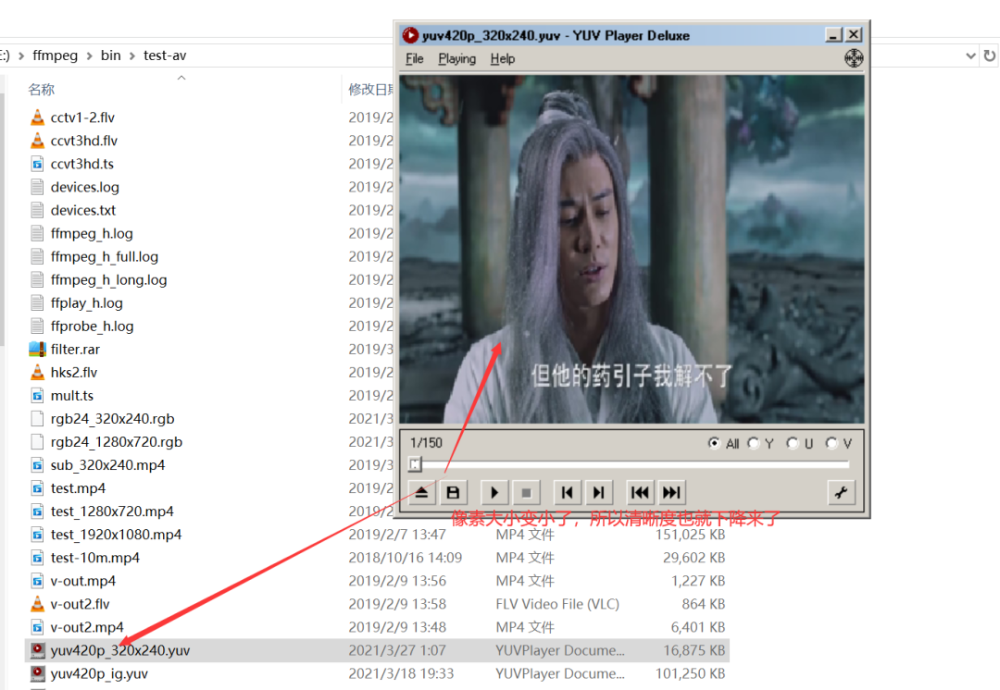 E:) > ffmpeg > bin > test-av
名称
修改日期
cctv1-2.flv 2019/2
ccvt3hd.flv 2019/2
ccvt3hd.ts 2019/2
devices.log 2019/2
devices.txt 2019/2
ffmpeg_h.log 2019/2
ffmpeg_h_full.log 2019/2
ffmpeg_h_long.log 2019/2
ffplay_h.log 2019/2
ffprobe_h.log 2019/2
filter.rar 2019/3
hks2.flv 2019/2
mult.ts 2019/2
rgb24_320x240.rgb 2021/3
rgb24_1280x720.rgb 2021/3
sub_320x240.mp4 2019/3
test.mp4 2019/2
test_1280x720.mp4 2019/2
test_1920x1080.mp4 2019/2/7 13:47 MP4 文件 151,025 KB
test-10m.mp4 2018/10/16 14:09 MP4 文件 29,602 KB
v-out.mp4 2019/2/9 13:56 MP4 文件 1,227 KB
v-out2.flv 2019/2/9 13:58 FLV Video File (VLC) 864 KB
v-out2.mp4 2019/2/9 13:48 MP4 文件 6,401 KB
yuv420p_320x240.yuv 2021/3/27 1:07 YUVPlayer Docume... 16,875 KB
yuv420p_ig.yuv 2021/3/18 19:33 YUVPlayer Docume... 101,250 KB
yuv420p_320x240.yuv - YUV Player Deluxe
File Playing Help
但他的药引子我解不了
1/150 All Y U V
像素大小变小了，所以清晰度也就下降来了